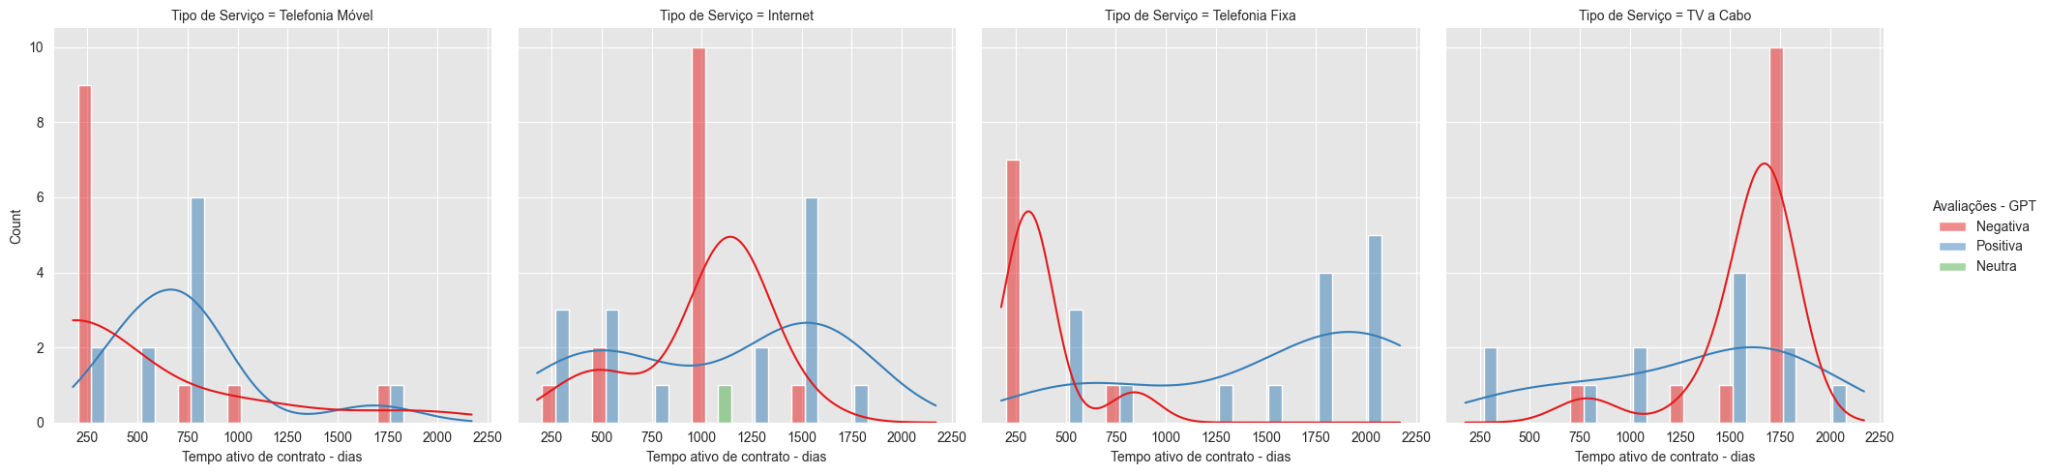 Tipo de Serviço = Telefonia Móvel
Tipo de Serviço = Internet
Tipo de Serviço = Telefonia Fixa
Tipo de Serviço = TV a Cabo
10
8
6
4
2
0
Count
250 500 750 1000 1250 1500 1750 2000 2250
250 500 750 1000 1250 1500 1750 2000 2250
250 500 750 1000 1250 1500 1750 2000 2250
250 500 750 1000 1250 1500 1750 2000 2250
Tempo ativo de contrato - dias
Tempo ativo de contrato - dias
Tempo ativo de contrato - dias
Tempo ativo de contrato - dias
Avaliações - GPT
Negativa
Positiva
Neutra